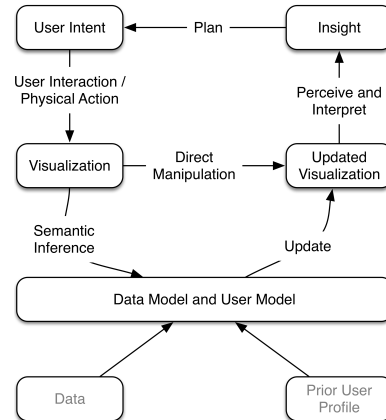 User Intent
Plan
Insight
User Interaction /
Physical Action
Perceive and
Interpret
Visualization
Direct
Manipulation
Updated
Visualization
Semantic
Inference
Update
Data Model and User Model
Data
Prior User
Profile